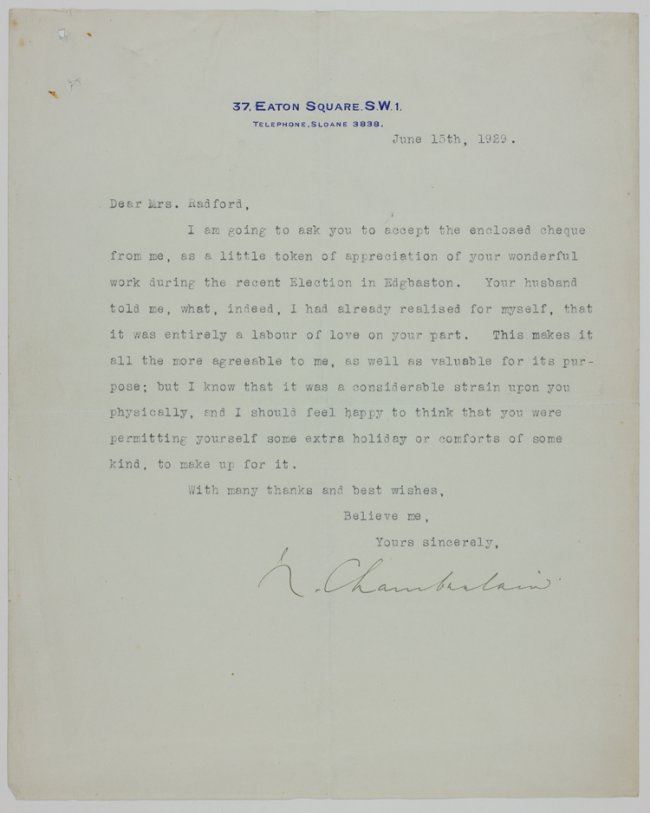 37, EATON SQUARE. S.W.1.
TELEPHONE, SLOANE 3838.
June 15th, 1929.
Dear Mrs. Radford,
I am going to ask you to accept the enclosed cheque
from me, as a little token of appreciation of your wonderful
work during the recent Election in Edgbaston. Your husband
told me, what, indeed, I had already realised for myself, that
it was entirely a labour of love on your part. This makes it
all the more agreeable to me, as well as valuable for its pur-
pose; but I know that it was a considerable strain upon you
physically, and I should feel happy to think that you were
permitting yourself some extra holiday or comforts of some
kind, to make up for it.
With many thanks and best wishes,
Believe me,
Yours sincerely,
N. Chamberlain